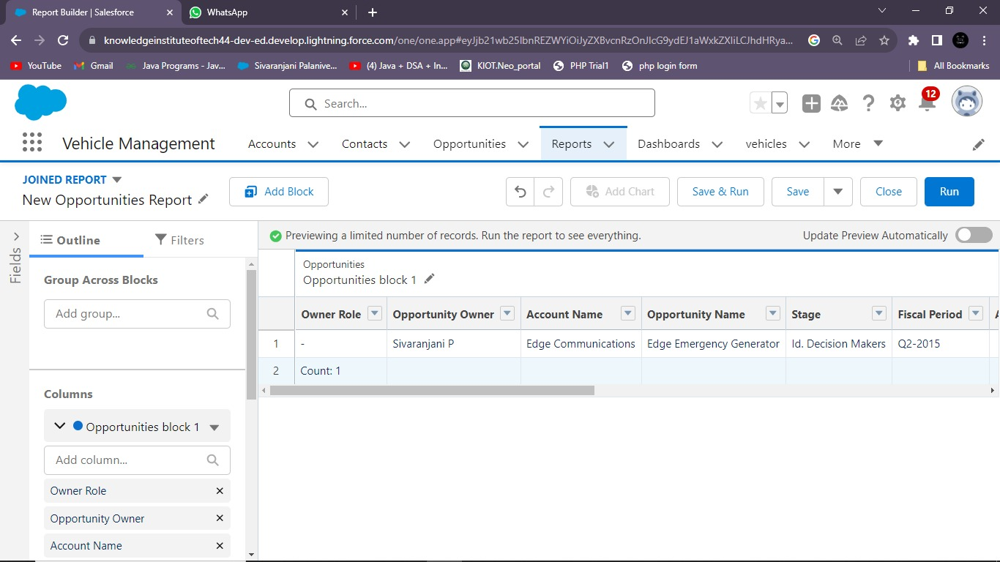 Report Builder | Salesforce
WhatsApp
knowledgeinstituteoftech44-dev-ed.develop.lightning.force.com/one/one.app#eyJjb21wb25lbnREZWYiOiJyZXBvcnRzOnJlcG9ydEJ1aWxkZXIiLCJhdHRya...
YouTube
Gmail
Java Programs - Jav...
Sivaranjani Palanive...
(4) Java + DSA + In...
KIOT.Neo_portal
PHP Trial1
php login form
All Bookmarks
Search...
12
Vehicle Management
Accounts
Contacts
Opportunities
Reports
Dashboards
vehicles
More
JOINED REPORT
New Opportunities Report
Add Block
Add Chart
Save & Run
Save
Close
Run
Fields
Outline
Filters
Group Across Blocks
Add group...
Columns
Opportunities block 1
Add column...
Owner Role
Opportunity Owner
Account Name
Previewing a limited number of records. Run the report to see everything.
Update Preview Automatically
Opportunities
Opportunities block 1
Owner Role Opportunity Owner Account Name Opportunity Name Stage Fiscal Period
1 - Sivaranjani P Edge Communications Edge Emergency Generator Id. Decision Makers Q2-2015
2 Count: 1